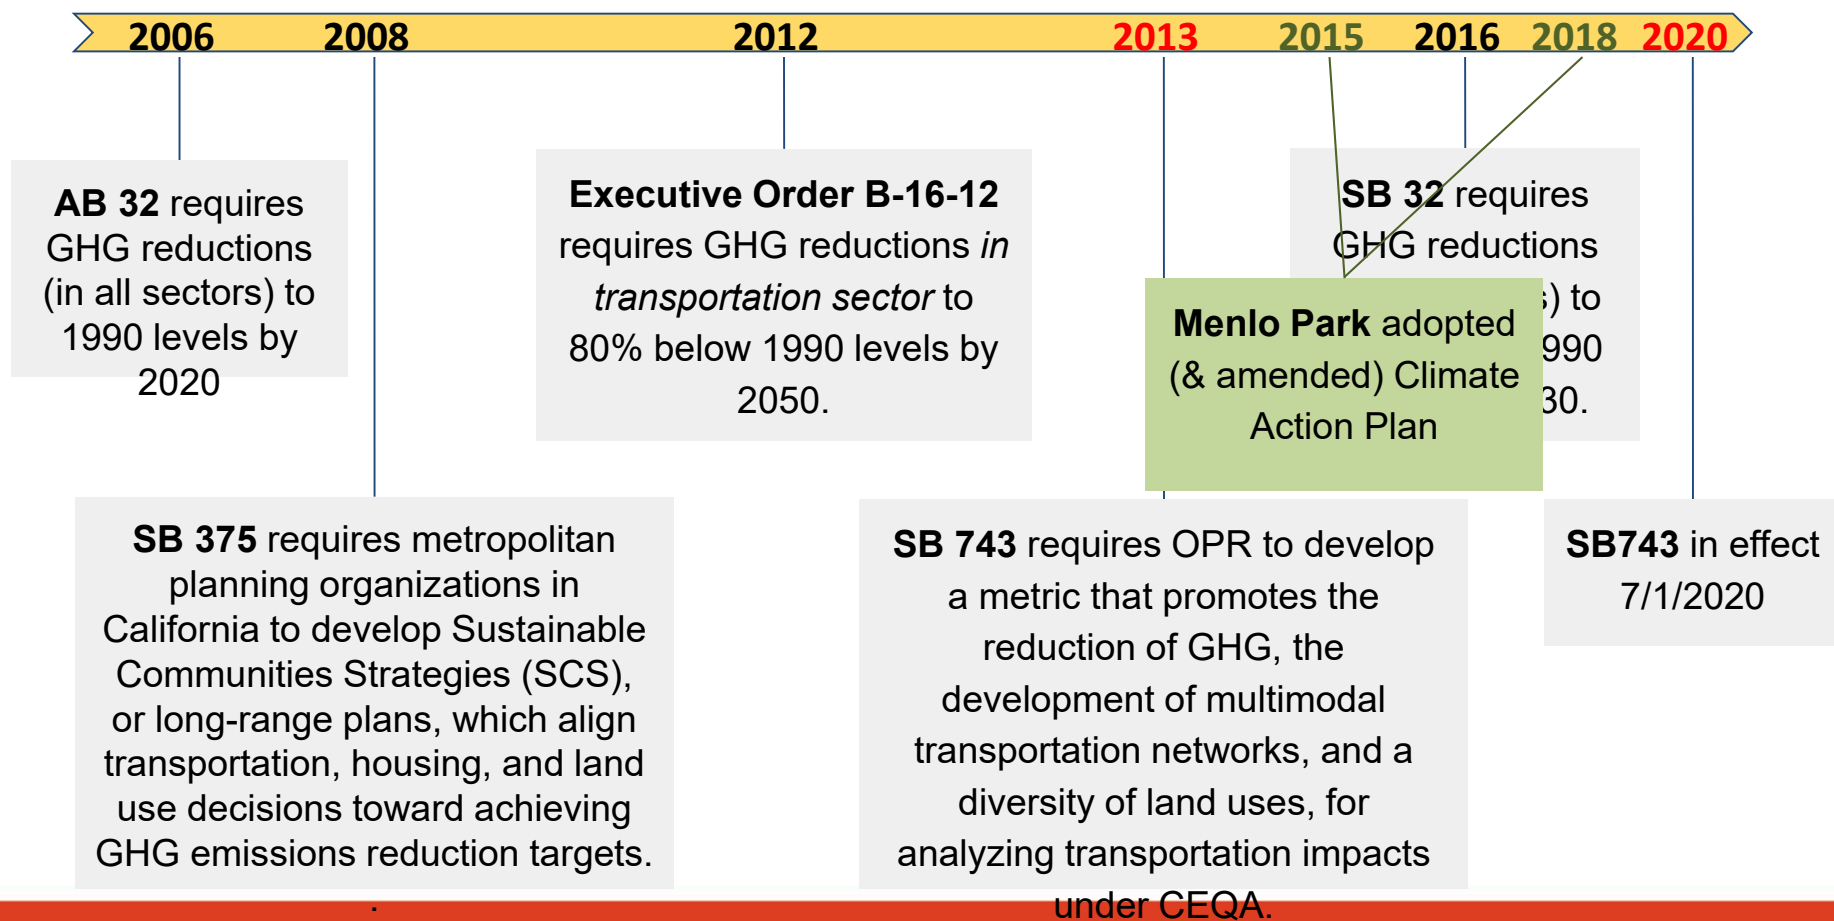 2006 2008 2012 2013 2015 2016 2018 2020
AB 32 requires
GHG reductions
(in all sectors) to
1990 levels by
2020
Executive Order B-16-12
requires GHG reductions in
transportation sector to
80% below 1990 levels by
2050.
SB 32 requires
GHG reductions
) to
990
30.
Menlo Park adopted
(& amended) Climate
Action Plan
SB 375 requires metropolitan
planning organizations in
California to develop Sustainable
Communities Strategies (SCS),
or long-range plans, which align
transportation, housing, and land
use decisions toward achieving
GHG emissions reduction targets.
.
SB 743 requires OPR to develop
a metric that promotes the
reduction of GHG, the
development of multimodal
transportation networks, and a
diversity of land uses, for
analyzing transportation impacts
under CEQA.
SB743 in effect
7/1/2020